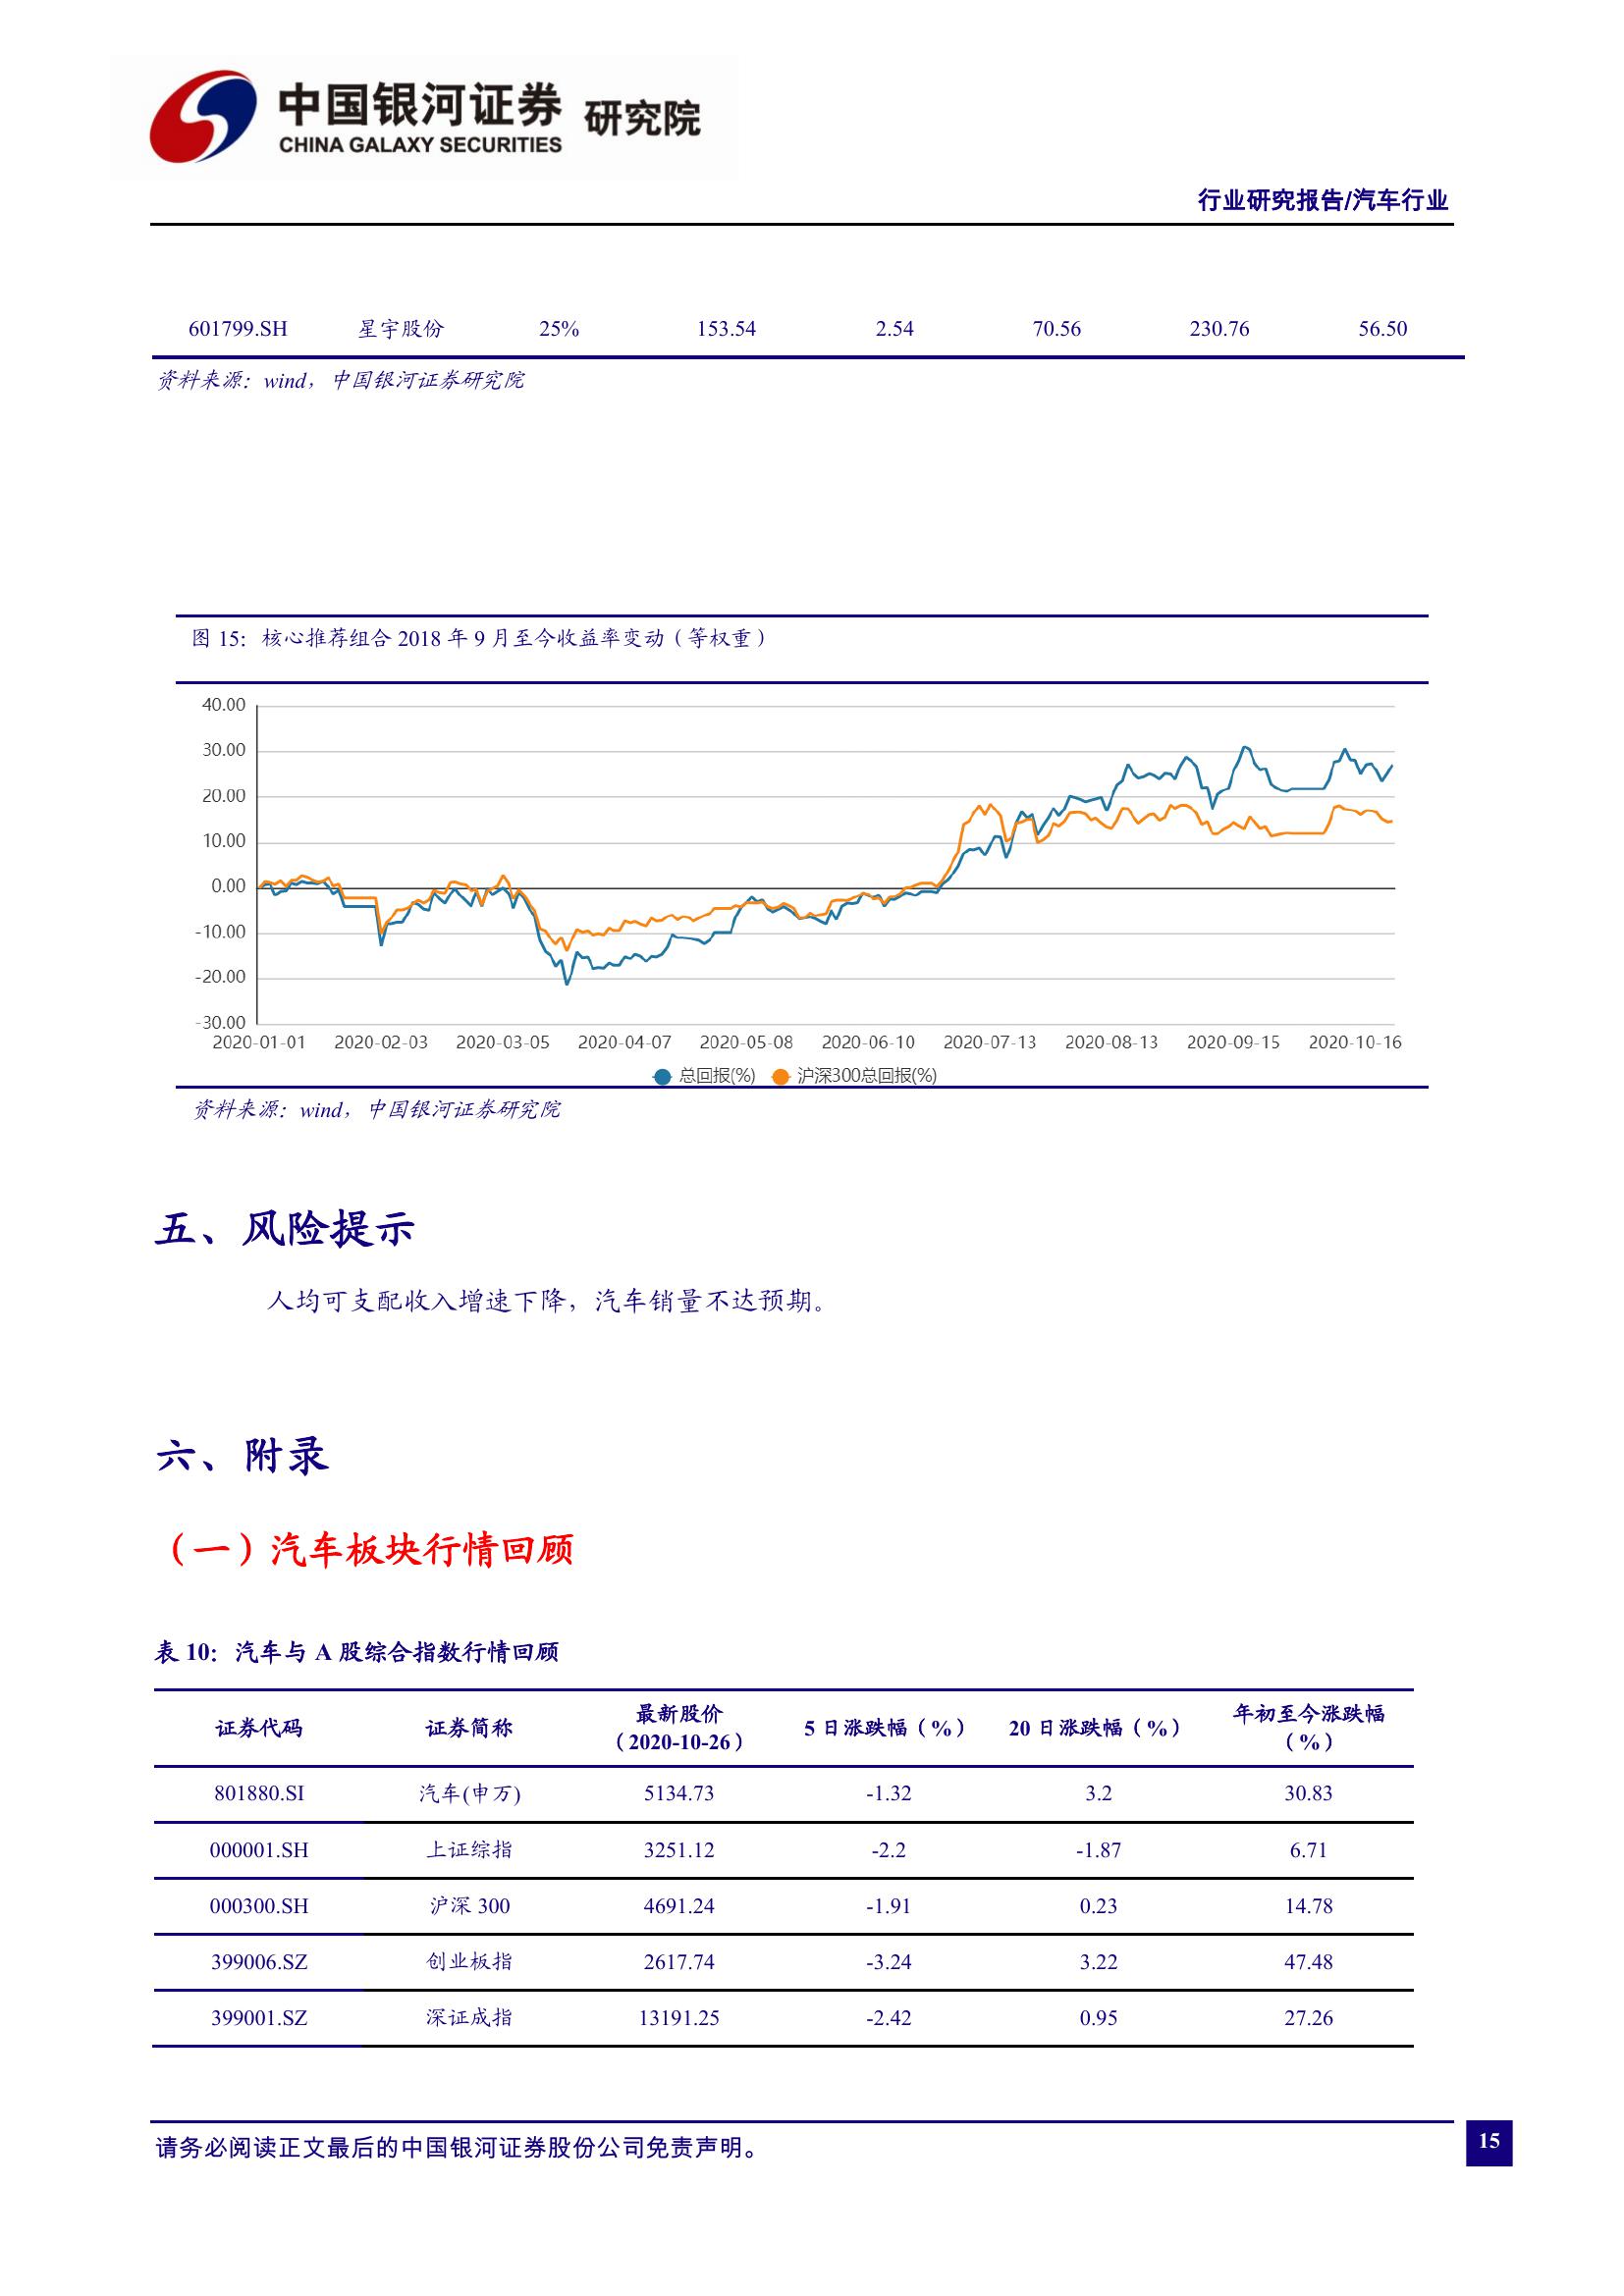 中国银河证券 研究院
CHINA GALAXY SECURITIES
行业研究报告/汽车行业
601799.SH 星宇股份 25% 153.54 2.54 70.56 230.76 56.50
资料来源：wind，中国银河证券研究院
图 15：核心推荐组合 2018 年 9 月至今收益率变动（等权重）
40.00
30.00
20.00
10.00
0.00
-10.00
-20.00
-30.00
2020-01-01 2020-02-03 2020-03-05 2020-04-07 2020-05-08 2020-06-10 2020-07-13 2020-08-13 2020-09-15 2020-10-16
总回报(%) 沪深300总回报(%)
资料来源：wind，中国银河证券研究院
五、风险提示
人均可支配收入增速下降，汽车销量不达预期。
六、附录
（一）汽车板块行情回顾
表 10：汽车与 A 股综合指数行情回顾
证券代码 证券简称 最新股价（2020-10-26） 5 日涨跌幅（%） 20 日涨跌幅（%） 年初至今涨跌幅（%）
801880.SI 汽车(申万) 5134.73 -1.32 3.2 30.83
000001.SH 上证综指 3251.12 -2.2 -1.87 6.71
000300.SH 沪深 300 4691.24 -1.91 0.23 14.78
399006.SZ 创业板指 2617.74 -3.24 3.22 47.48
399001.SZ 深证成指 13191.25 -2.42 0.95 27.26
请务必阅读正文最后的中国银河证券股份公司免责声明。
15